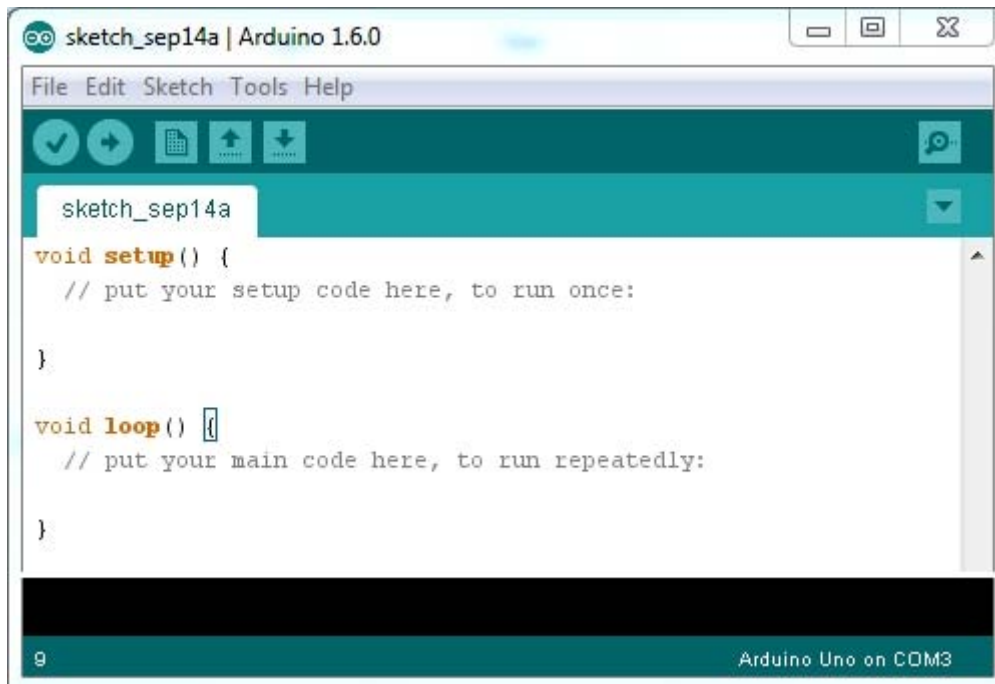 sketch_sep14a | Arduino 1.6.0
File Edit Sketch Tools Help
sketch_sep14a
void setup() {
  // put your setup code here, to run once:
}
void loop() {
  // put your main code here, to run repeatedly:
}
9 Arduino Uno on COM3